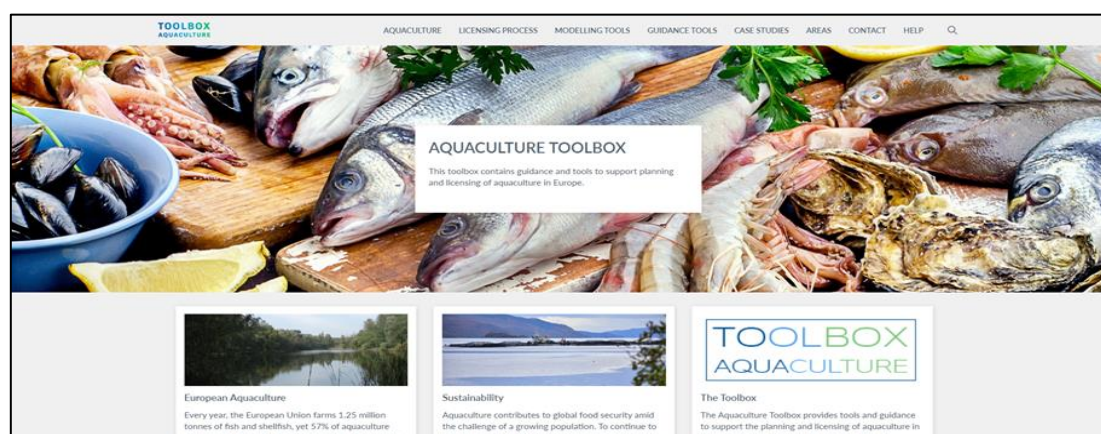 TOOLBOX
AQUACULTURE
AQUACULTURE LICENSING PROCESS MODELLING TOOLS GUIDANCE TOOLS CASE STUDIES AREAS CONTACT HELP
AQUACULTURE TOOLBOX
This toolbox contains guidance and tools to support planning
and licensing of aquaculture in Europe.
TOOLBOX
AQUACULTURE
European Aquaculture
Every year, the European Union farms 1.25 million
tonnes of fish and shellfish, yet 57% of aquaculture
Sustainability
Aquaculture contributes to global food security amid
the challenge of a growing population. To continue to
The Toolbox
The Aquaculture Toolbox provides tools and guidance
to support the planning and licensing of aquaculture in